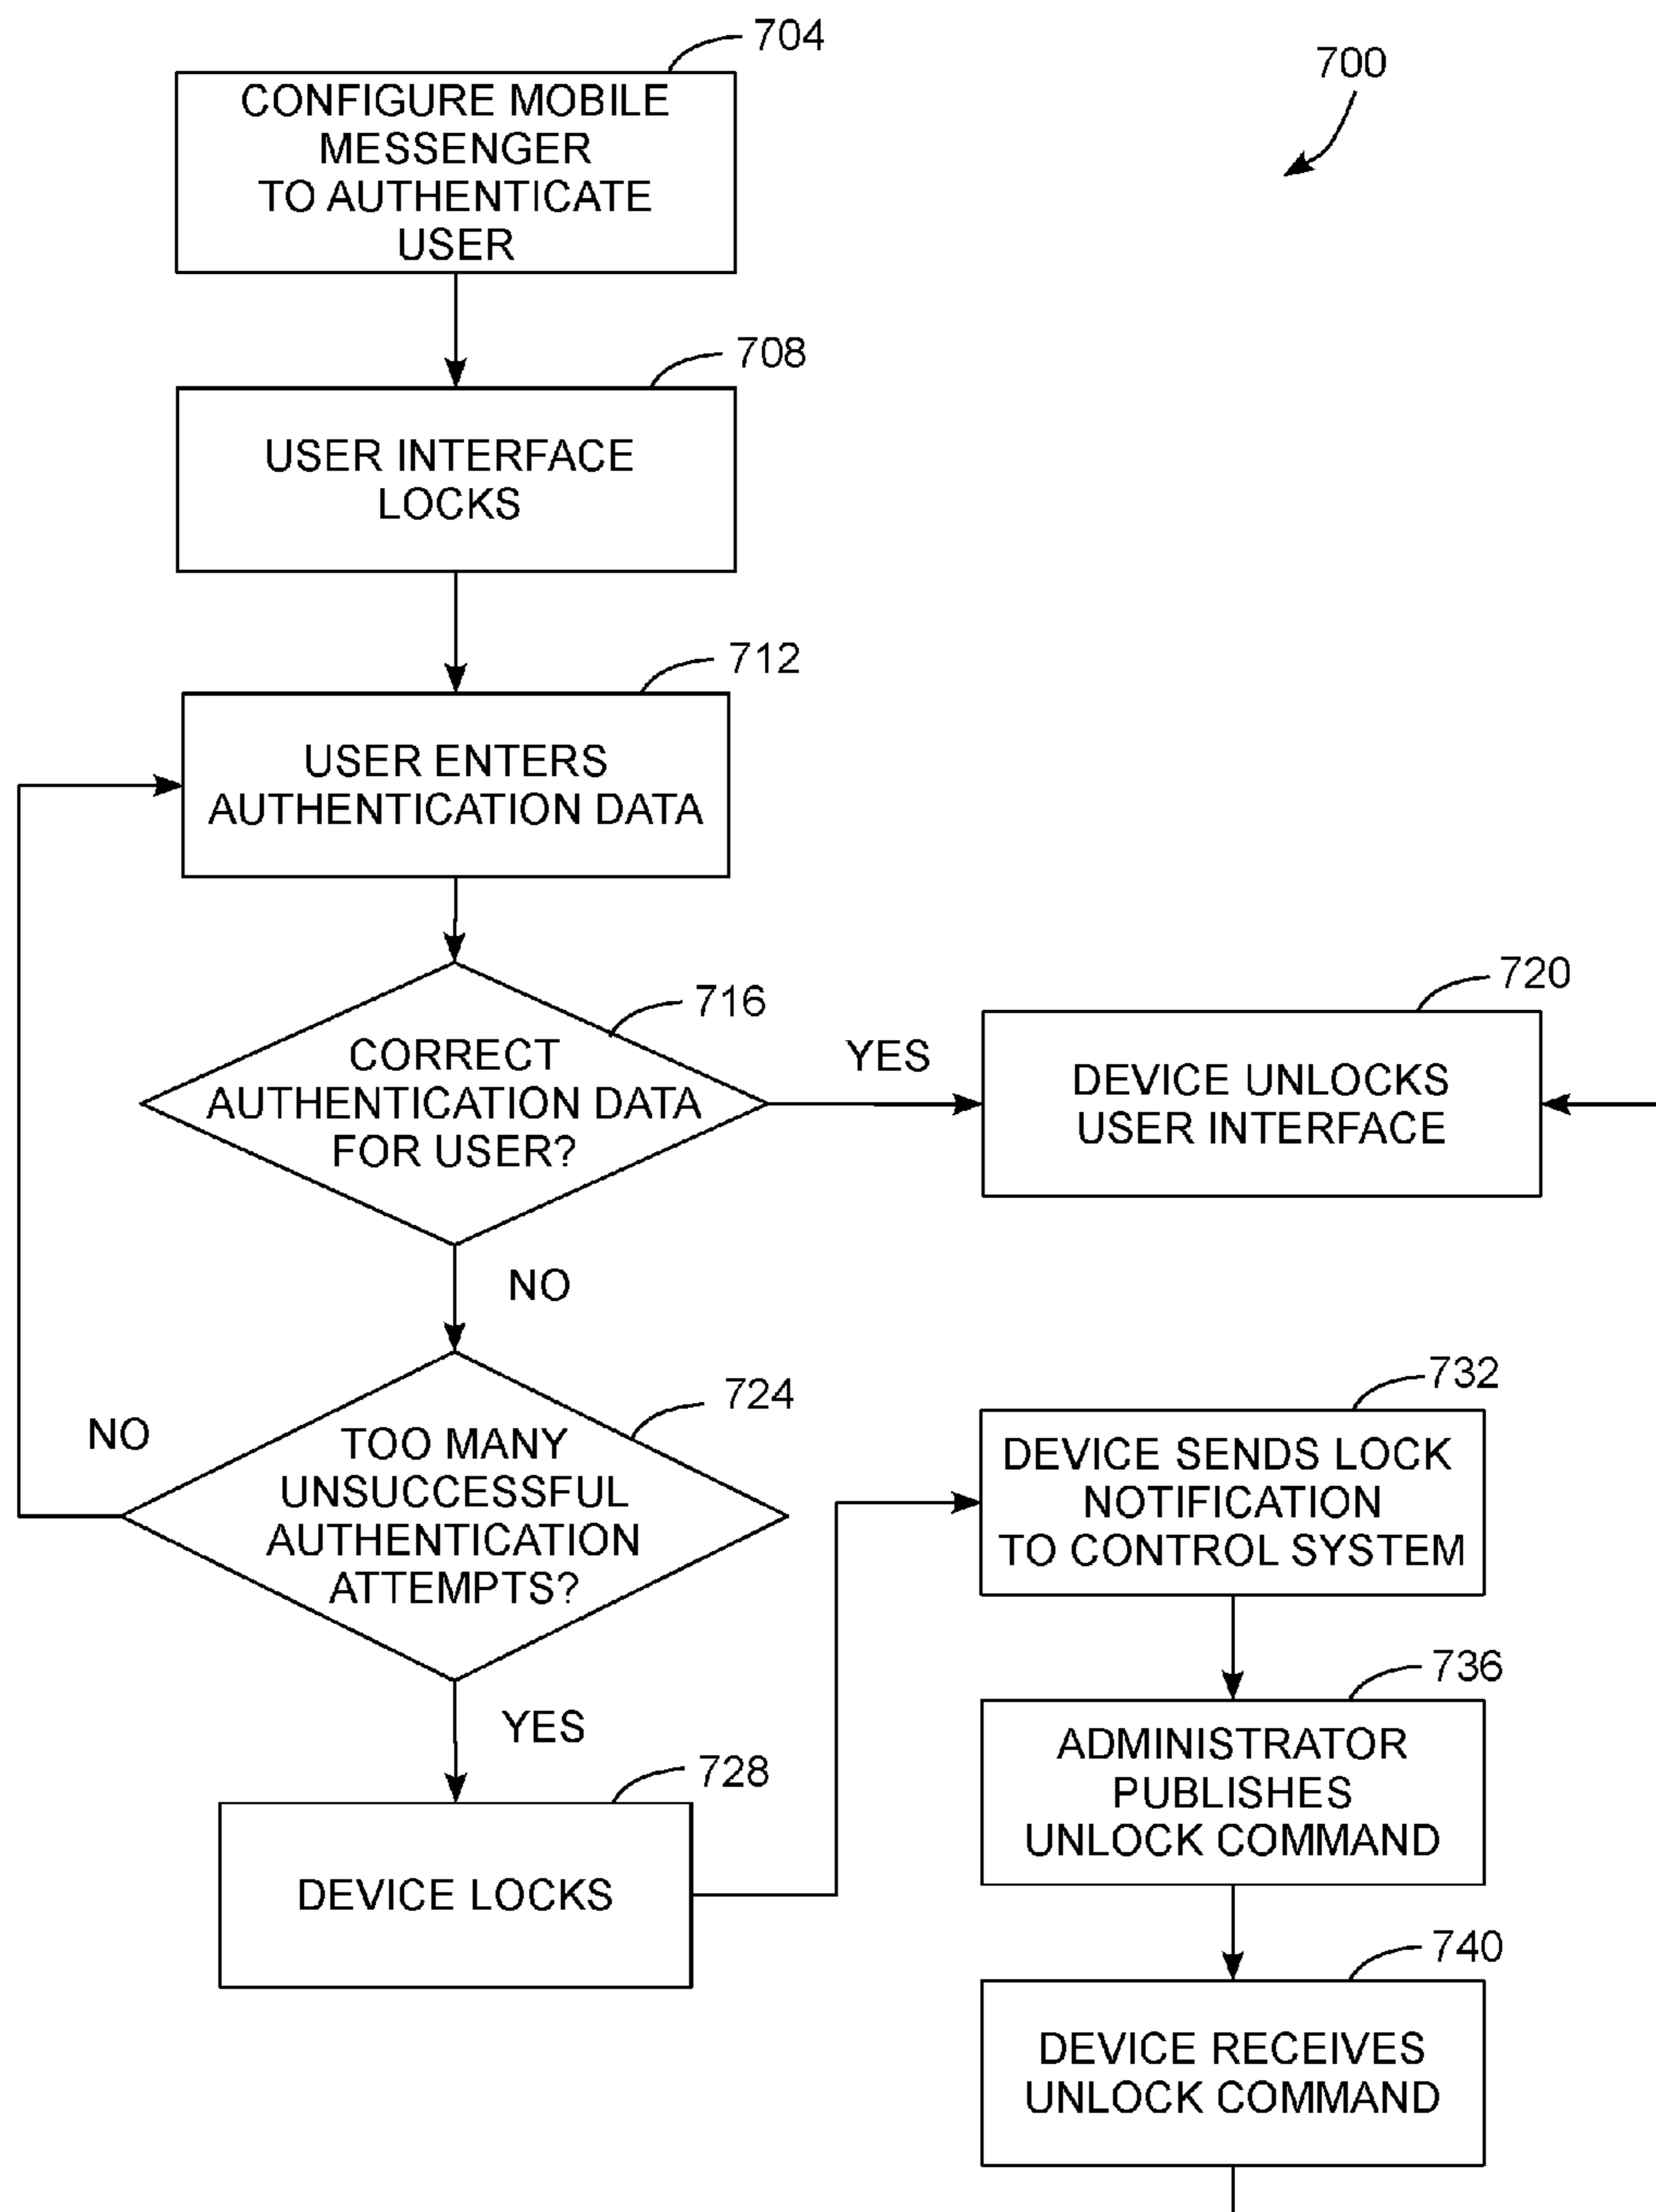 704
700
CONFIGURE MOBILE
MESSENGER
TO AUTHENTICATE
USER
708
USER INTERFACE
LOCKS
712
USER ENTERS
AUTHENTICATION DATA
716
CORRECT
AUTHENTICATION DATA
FOR USER?
YES
720
DEVICE UNLOCKS
USER INTERFACE
NO
724
TOO MANY
UNSUCCESSFUL
AUTHENTICATION
ATTEMPTS?
NO
YES
728
DEVICE LOCKS
732
DEVICE SENDS LOCK
NOTIFICATION
TO CONTROL SYSTEM
736
ADMINISTRATOR
PUBLISHES
UNLOCK COMMAND
740
DEVICE RECEIVES
UNLOCK COMMAND